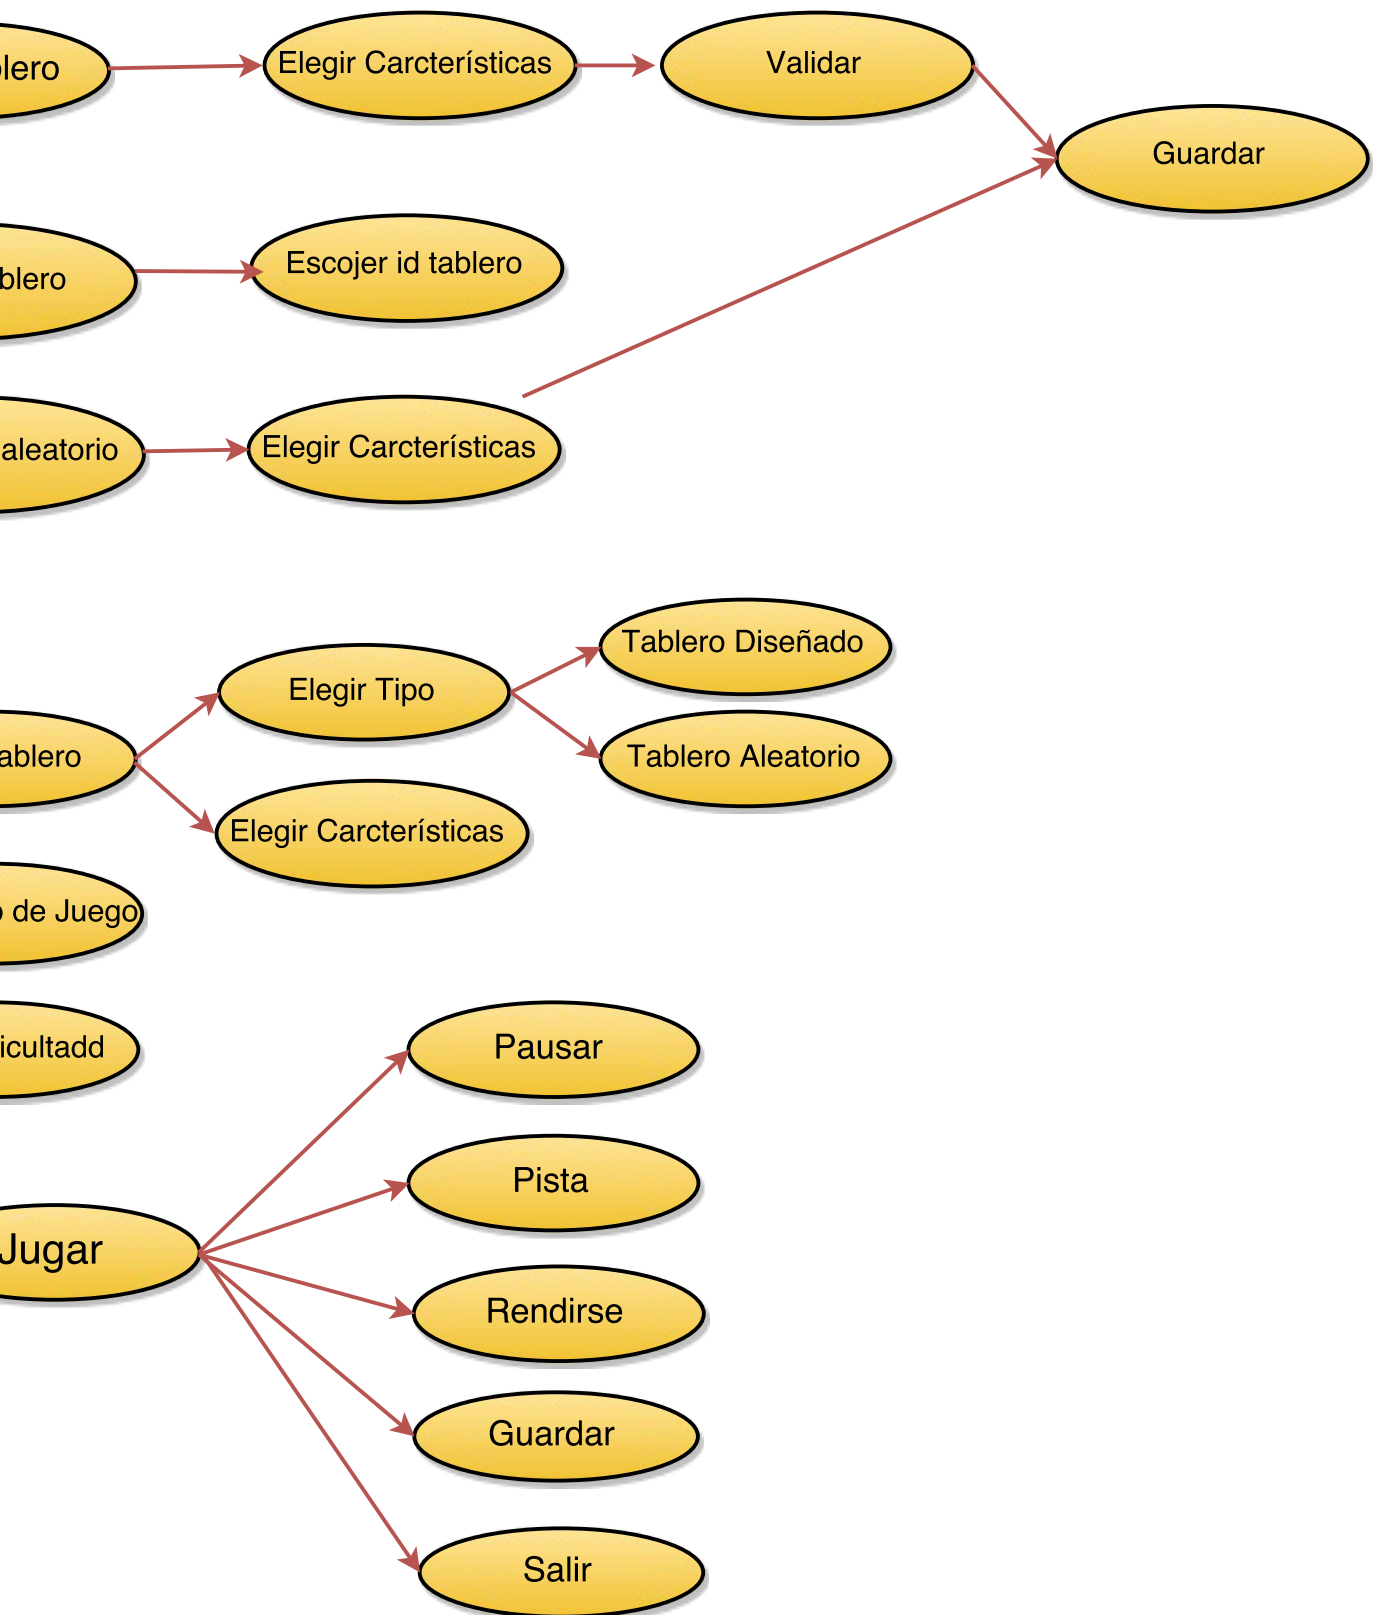 blero
Elegir Carcterísticas
Validar
Guardar
blero
Escojer id tablero
aleatorio
Elegir Carcterísticas
Tablero Diseñado
Elegir Tipo
ablero
Tablero Aleatorio
Elegir Carcterísticas
o de Juego
icultadd
Pausar
Pista
Jugar
Rendirse
Guardar
Salir